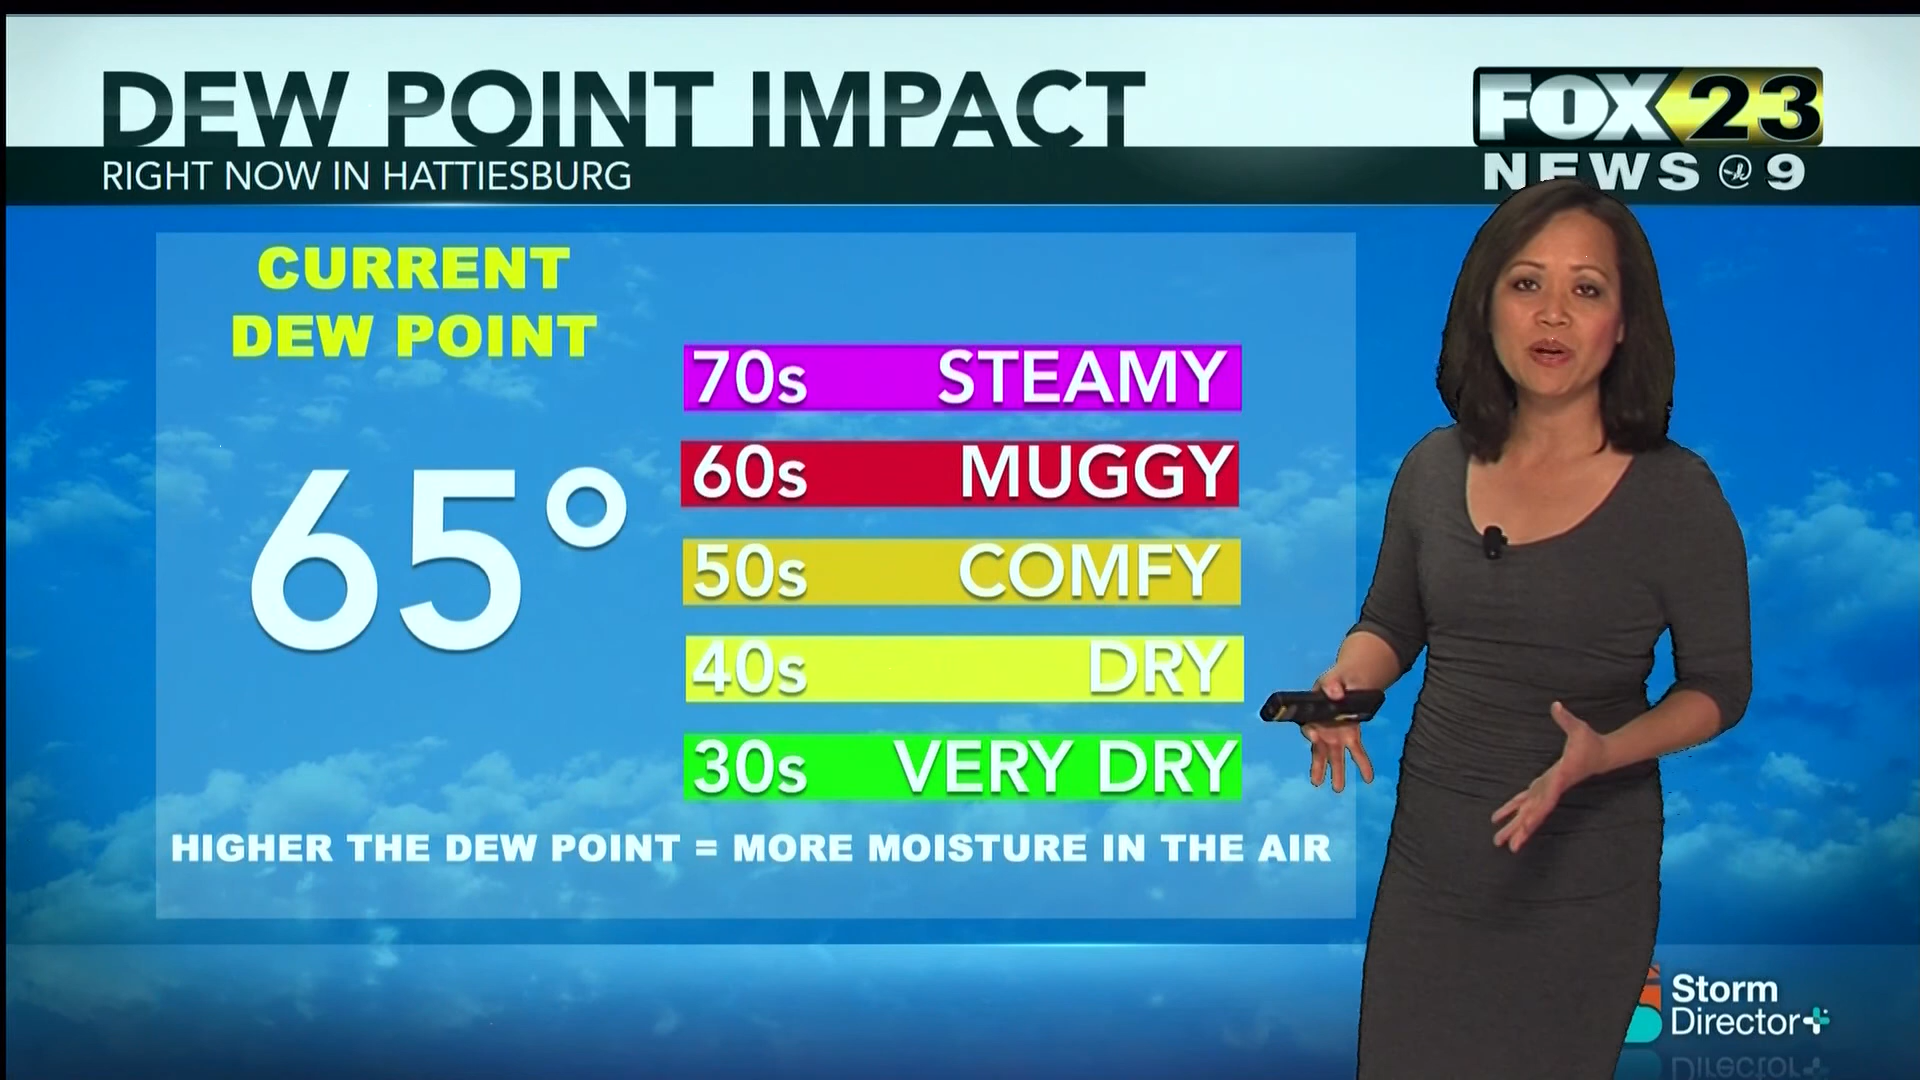 DEW POINT IMPACT
RIGHT NOW IN HATTIESBURG
FOX 23
NEWS @ 9
CURRENT
DEW POINT
65°
70s STEAMY
60s MUGGY
50s COMFY
40s DRY
30s VERY DRY
HIGHER THE DEW POINT = MORE MOISTURE IN THE AIR
Storm
Director+